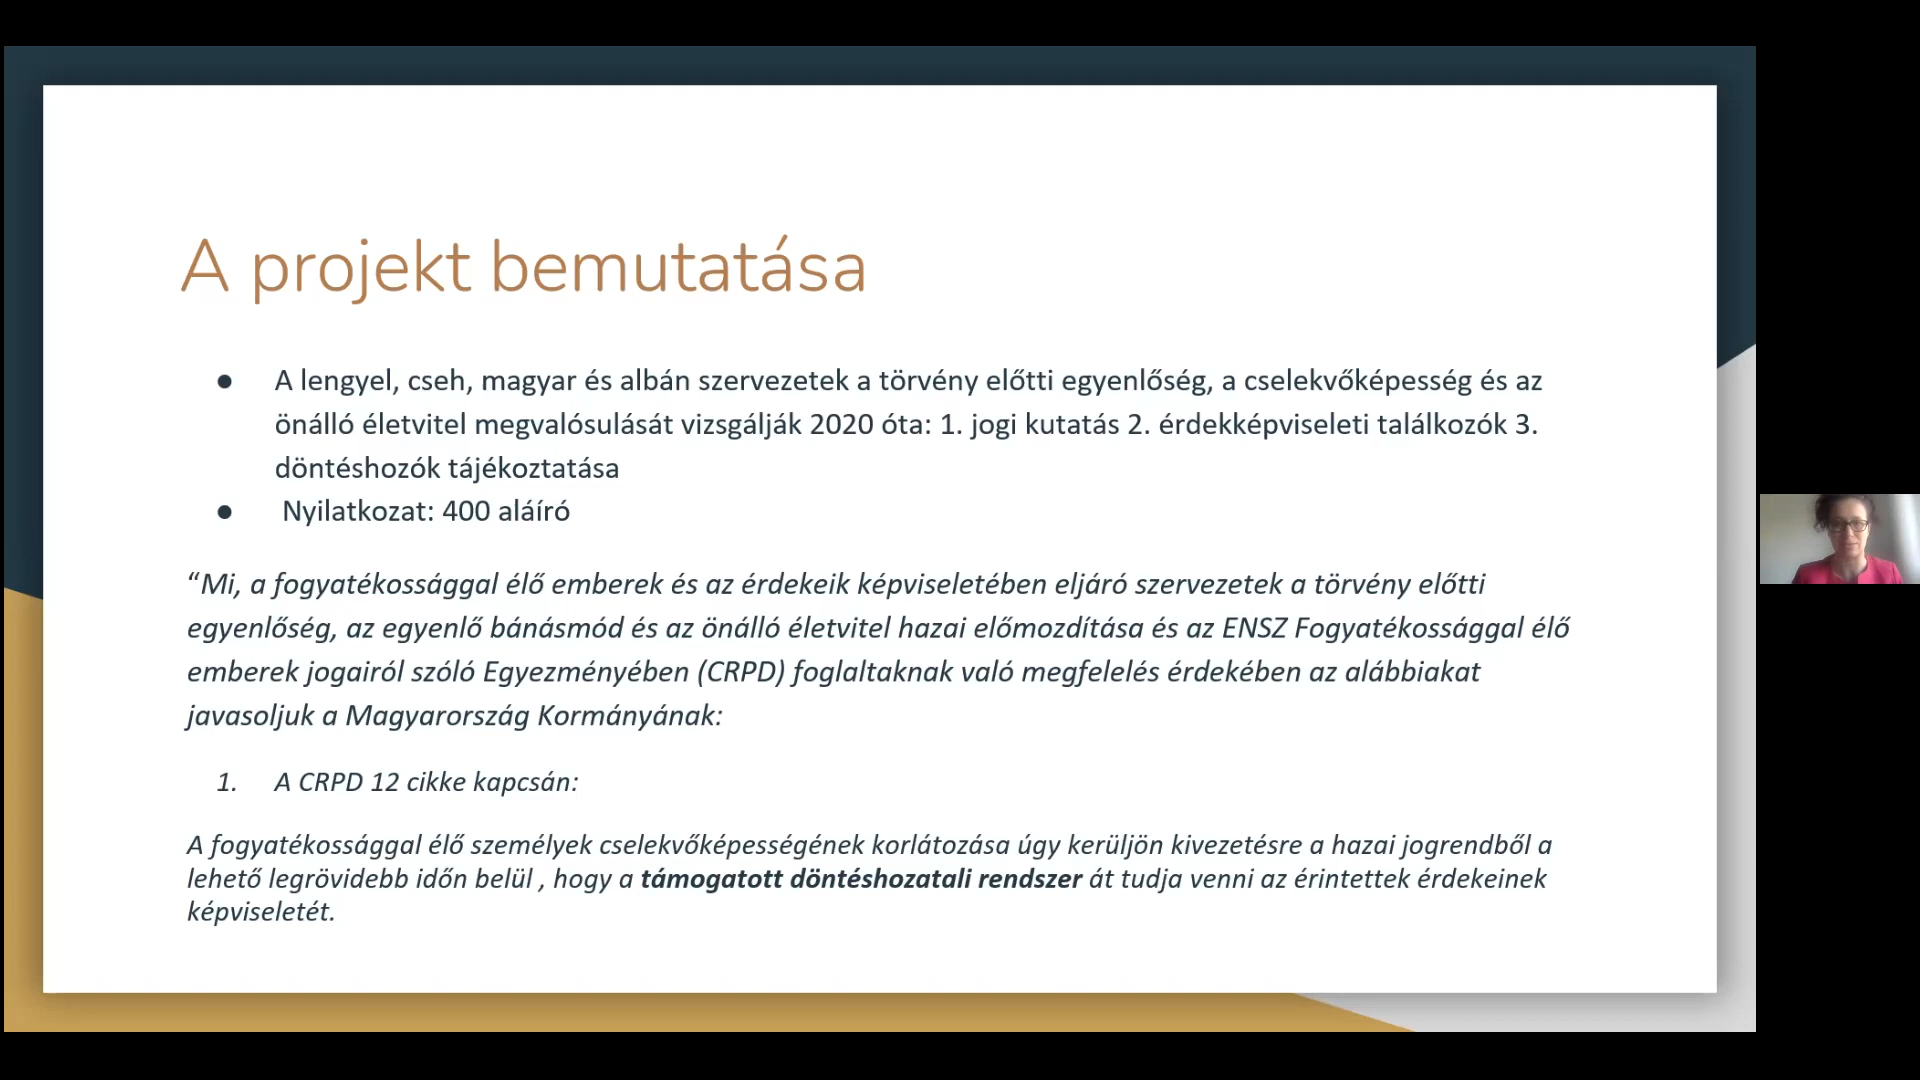 A projekt bemutatása
● A lengyel, cseh, magyar és albán szervezetek a törvény előtti egyenlőség, a cselekvőképesség és az
önálló életvitel megvalósulását vizsgálják 2020 óta: 1. jogi kutatás 2. érdekképviseleti találkozók 3.
döntéshozók tájékoztatása
● Nyilatkozat: 400 aláíró
“Mi, a fogyatékossággal élő emberek és az érdekeik képviseletében eljáró szervezetek a törvény előtti
egyenlőség, az egyenlő bánásmód és az önálló életvitel hazai előmozdítása és az ENSZ Fogyatékossággal élő
emberek jogairól szóló Egyezményében (CRPD) foglaltaknak való megfelelés érdekében az alábbiakat
javasoljuk a Magyarország Kormányának:
1. A CRPD 12 cikke kapcsán:
A fogyatékossággal élő személyek cselekvőképességének korlátozása úgy kerüljön kivezetésre a hazai jogrendből a
lehető legrövidebb időn belül , hogy a támogatott döntéshozatali rendszer át tudja venni az érintettek érdekeinek
képviseletét.